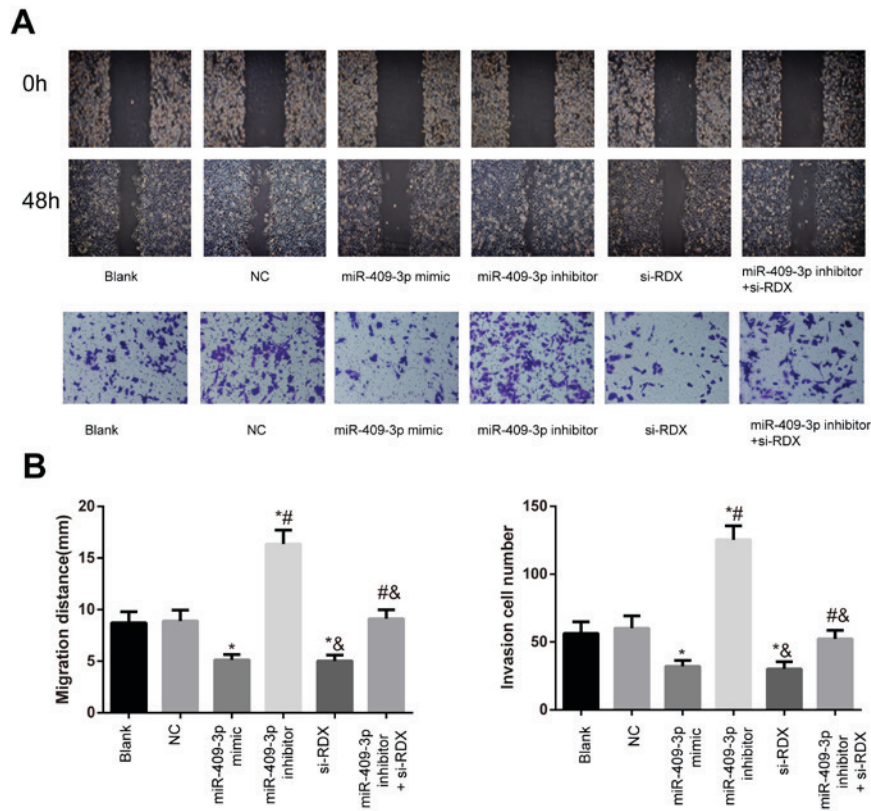 A
0h
48h
Blank
NC
miR-409-3p mimic
miR-409-3p inhibitor
si-RDX
miR-409-3p inhibitor
+si-RDX
Blank
NC
miR-409-3p mimic
miR-409-3p inhibitor
si-RDX
miR-409-3p inhibitor
+si-RDX
B
Migration distance(mm)
20
15
10
5
0
*
*#
*&
#&
Blank
NC
miR-409-3p
mimic
miR-409-3p
inhibitor
si-RDX
miR-409-3p
inhibitor
+ si-RDX
Invasion cell number
150
100
50
0
*
*#
*&
#&
Blank
NC
miR-409-3p
mimic
miR-409-3p
inhibitor
si-RDX
miR-409-3p
inhibitor
+ si-RDX